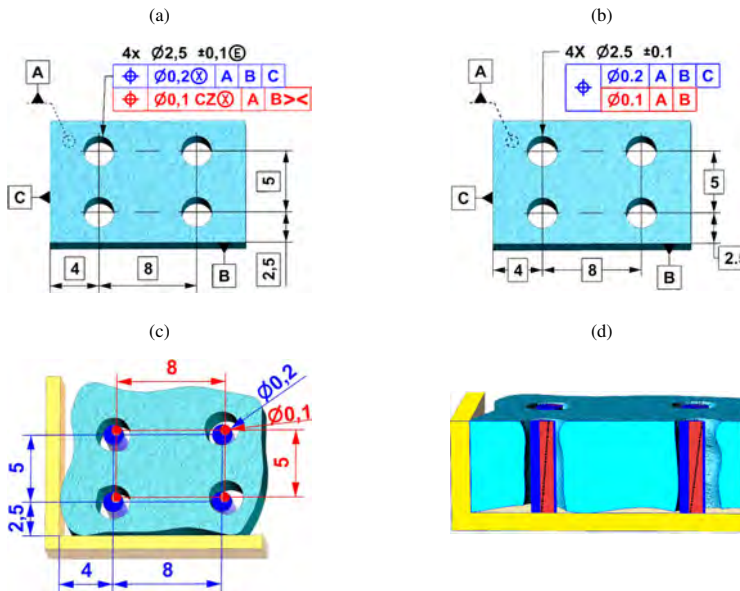 (a)
4x Ø2,5 ±0,1Ⓔ
⌖ Ø0,2Ⓧ A B C
⌖ Ø0,1 CZⓍ A B><
A
C
5
4
8
2,5
B
(b)
4X Ø2.5 ±0.1
⌖ Ø0.2 A B C
Ø0.1 A B
A
C
5
4
8
2.5
B
(c)
8
Ø0,2
Ø0,1
5
5
2,5
4
8
(d)